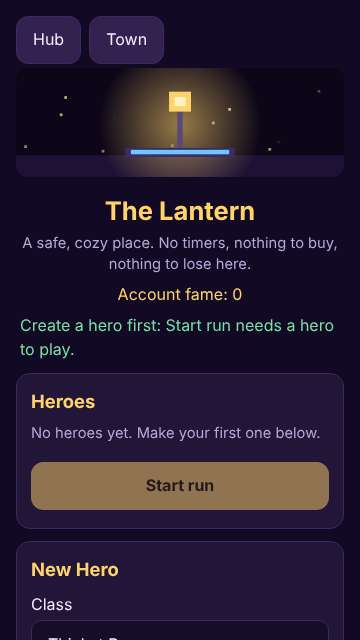 Hub
Town
The Lantern
A safe, cozy place. No timers, nothing to buy,
nothing to lose here.
Account fame: 0
Create a hero first: Start run needs a hero
to play.
Heroes
No heroes yet. Make your first one below.
Start run
New Hero
Class